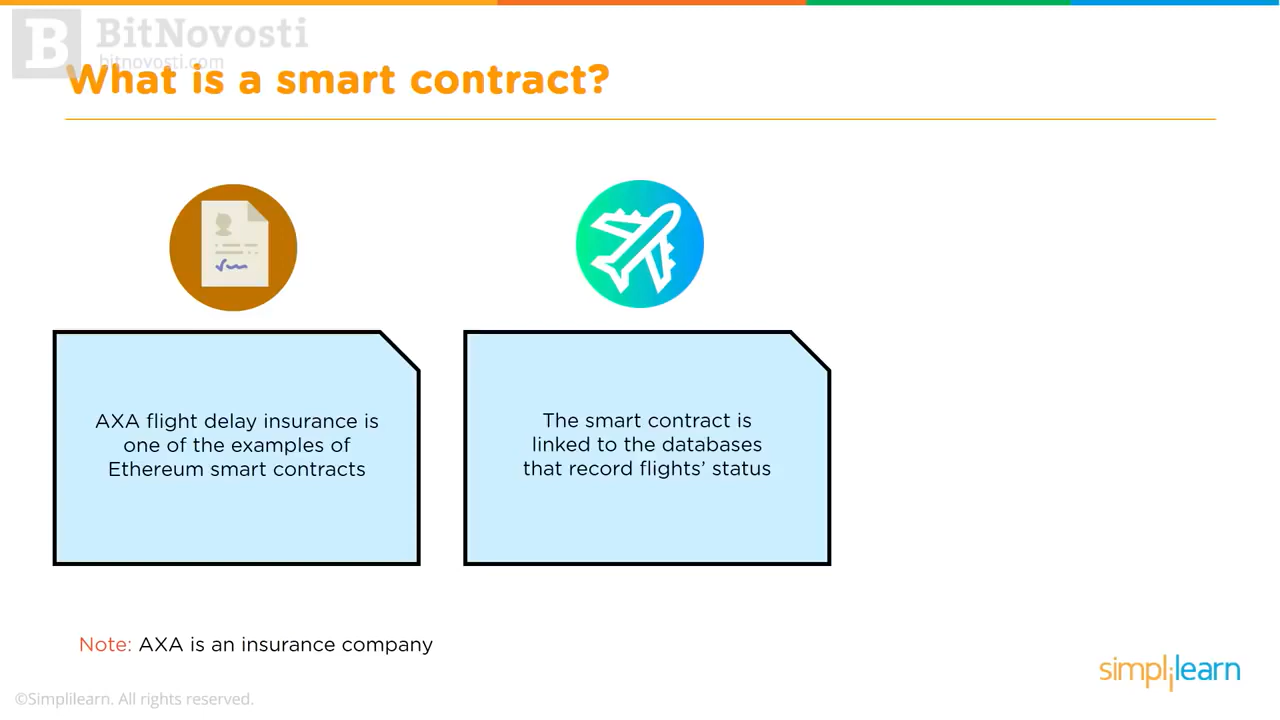 BitNovosti
bitnovosti.com
What is a smart contract?
AXA flight delay insurance is
one of the examples of
Ethereum smart contracts
The smart contract is
linked to the databases
that record flights’ status
Note: AXA is an insurance company
simplilearn
©Simplilearn. All rights reserved.